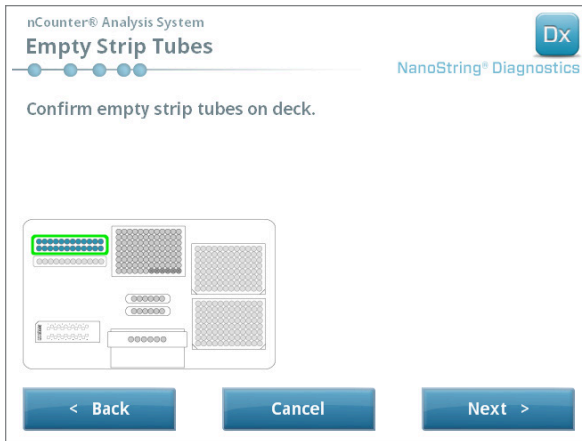 nCounter® Analysis System
Empty Strip Tubes
Dx
NanoString® Diagnostics
Confirm empty strip tubes on deck.
< Back
Cancel
Next >